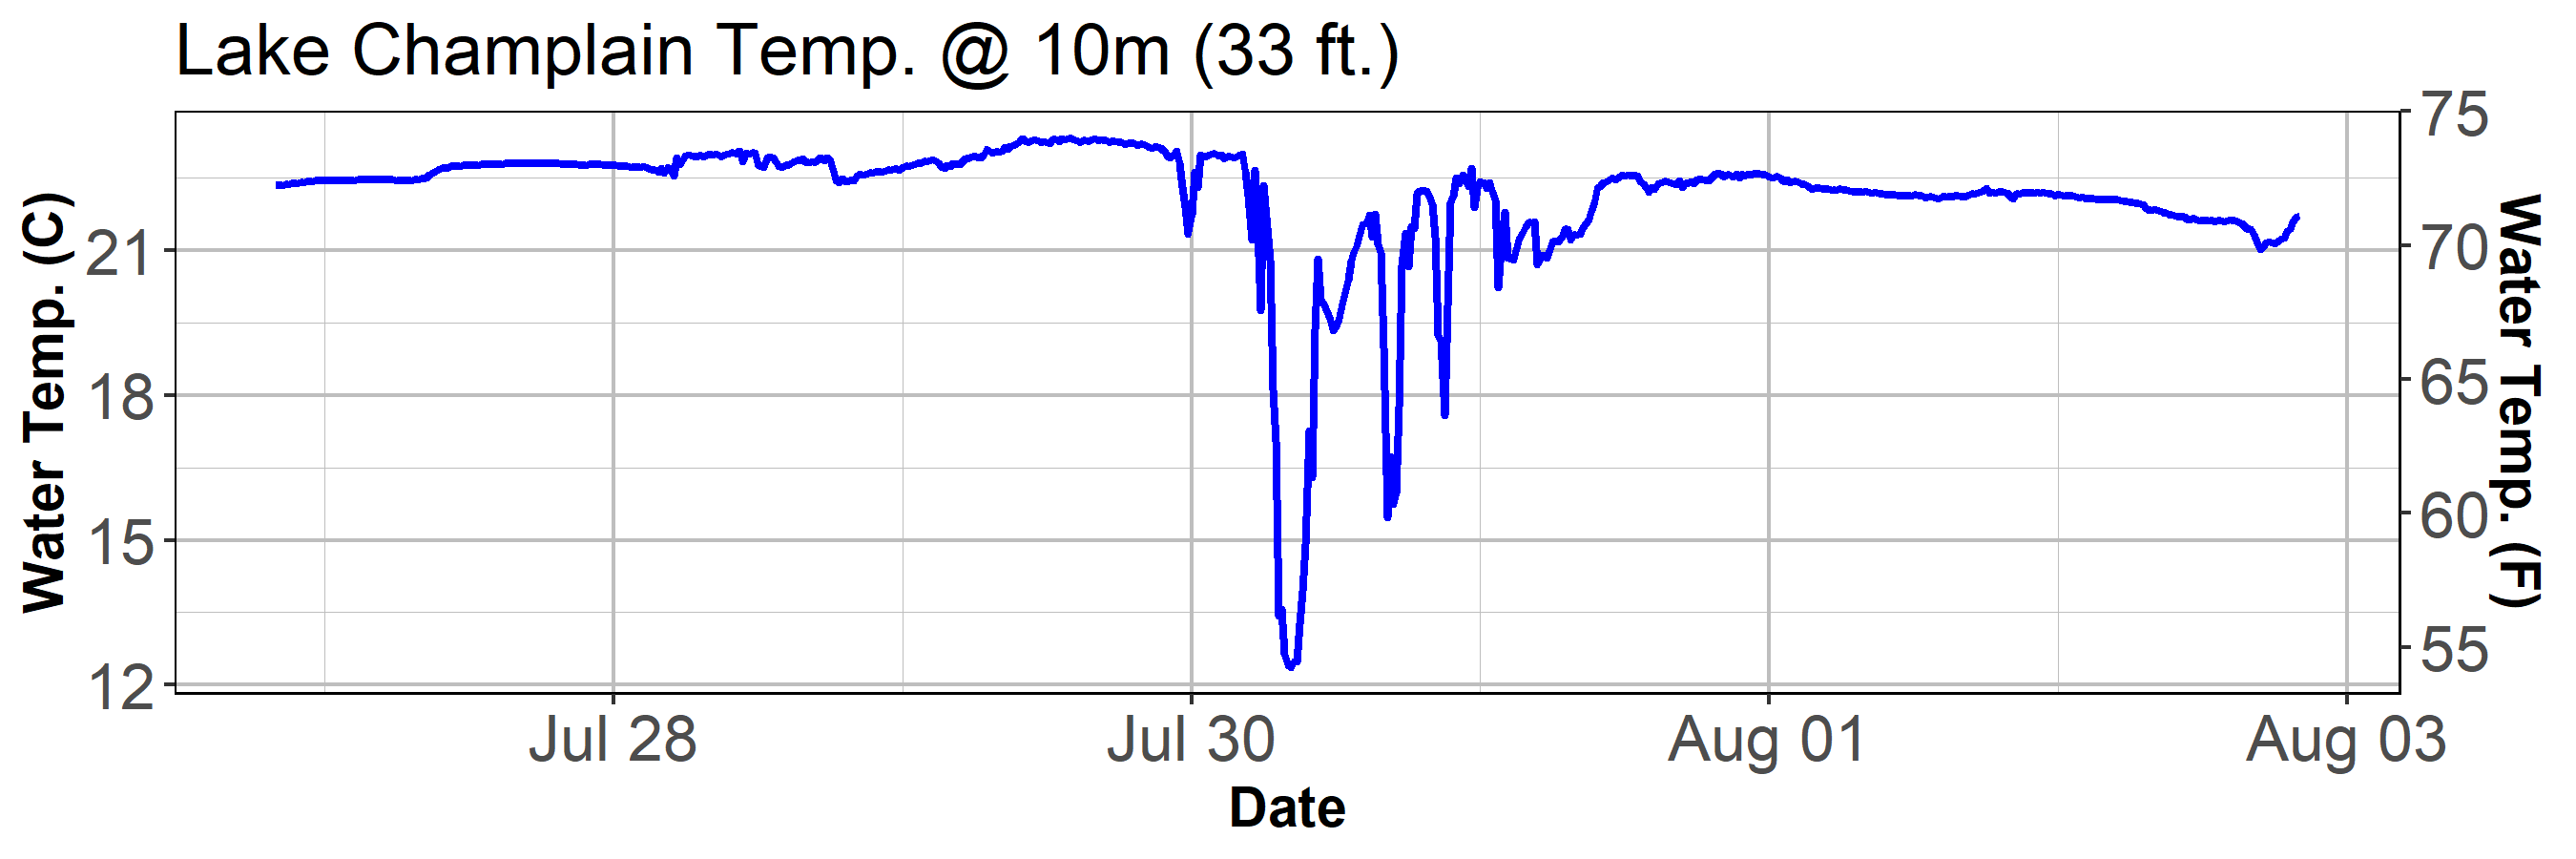 Lake Champlain Temp. @ 10m (33 ft.)
Water Temp. (C)
21
18
15
12
75
70
65
60
55
Water Temp. (F)
Jul 28
Jul 30
Aug 01
Aug 03
Date